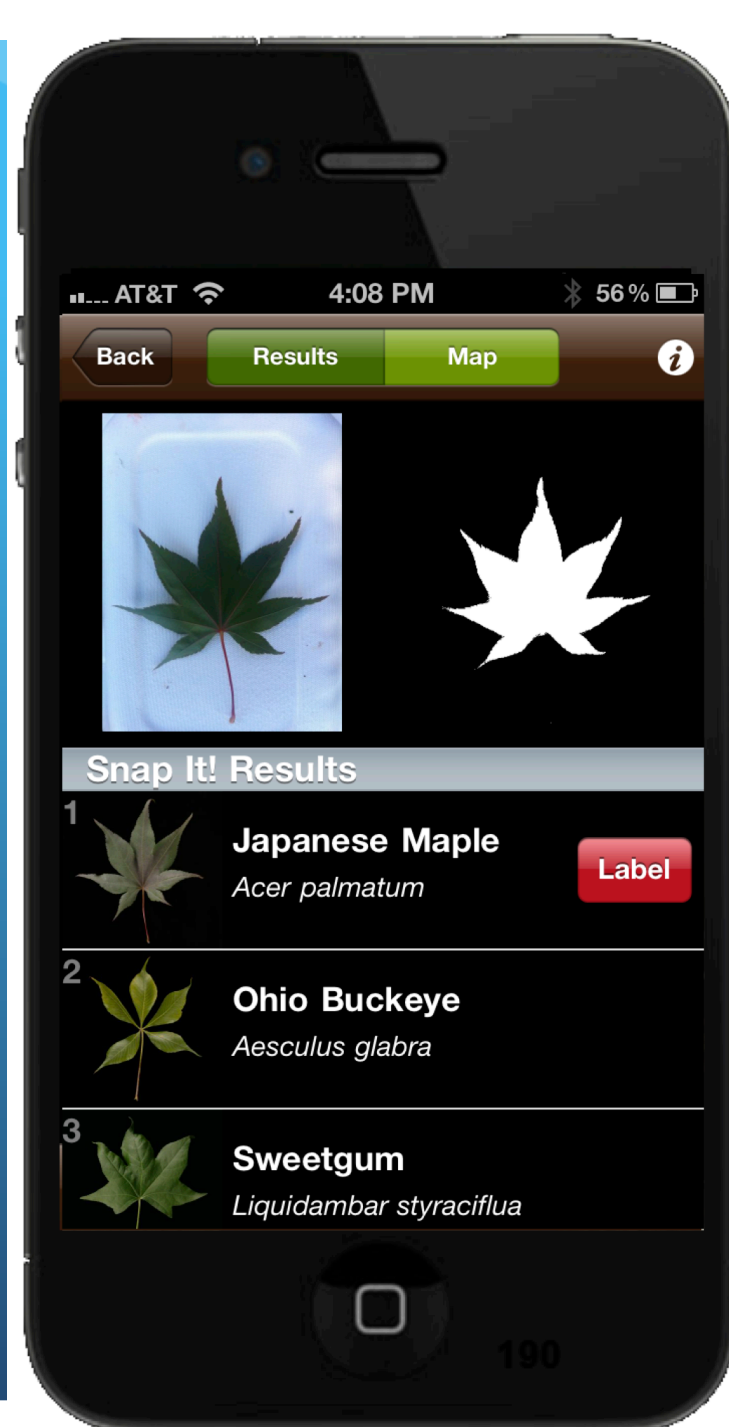 AT&T 4:08 PM 56%
Back Results Map i
Snap It! Results
1
Japanese Maple
Label
Acer palmatum
2
Ohio Buckeye
Aesculus glabra
3
Sweetgum
Liquidambar styraciflua
190